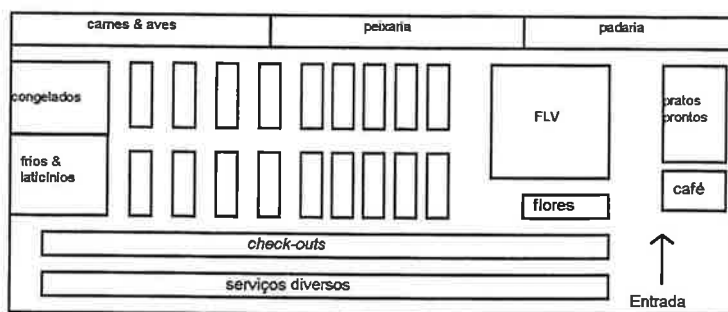 carnes & aves
peixaria
padaria
congelados
FLV
pratos
prontos
frios &
laticínios
café
flores
check-outs
serviços diversos
Entrada